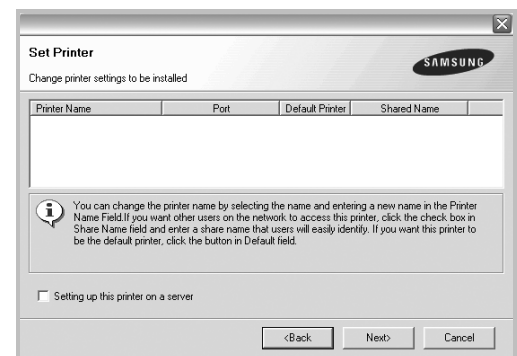 Set Printer
Change printer settings to be installed
SAMSUNG
Printer Name Port Default Printer Shared Name
You can change the printer name by selecting the name and entering a new name in the Printer
Name Field.If you want other users on the network to access this printer, click the check box in
Share Name field and enter a share name that users will easily identify. If you want this printer to
be the default printer, click the button in Default field.
Setting up this printer on a server
<Back Next> Cancel